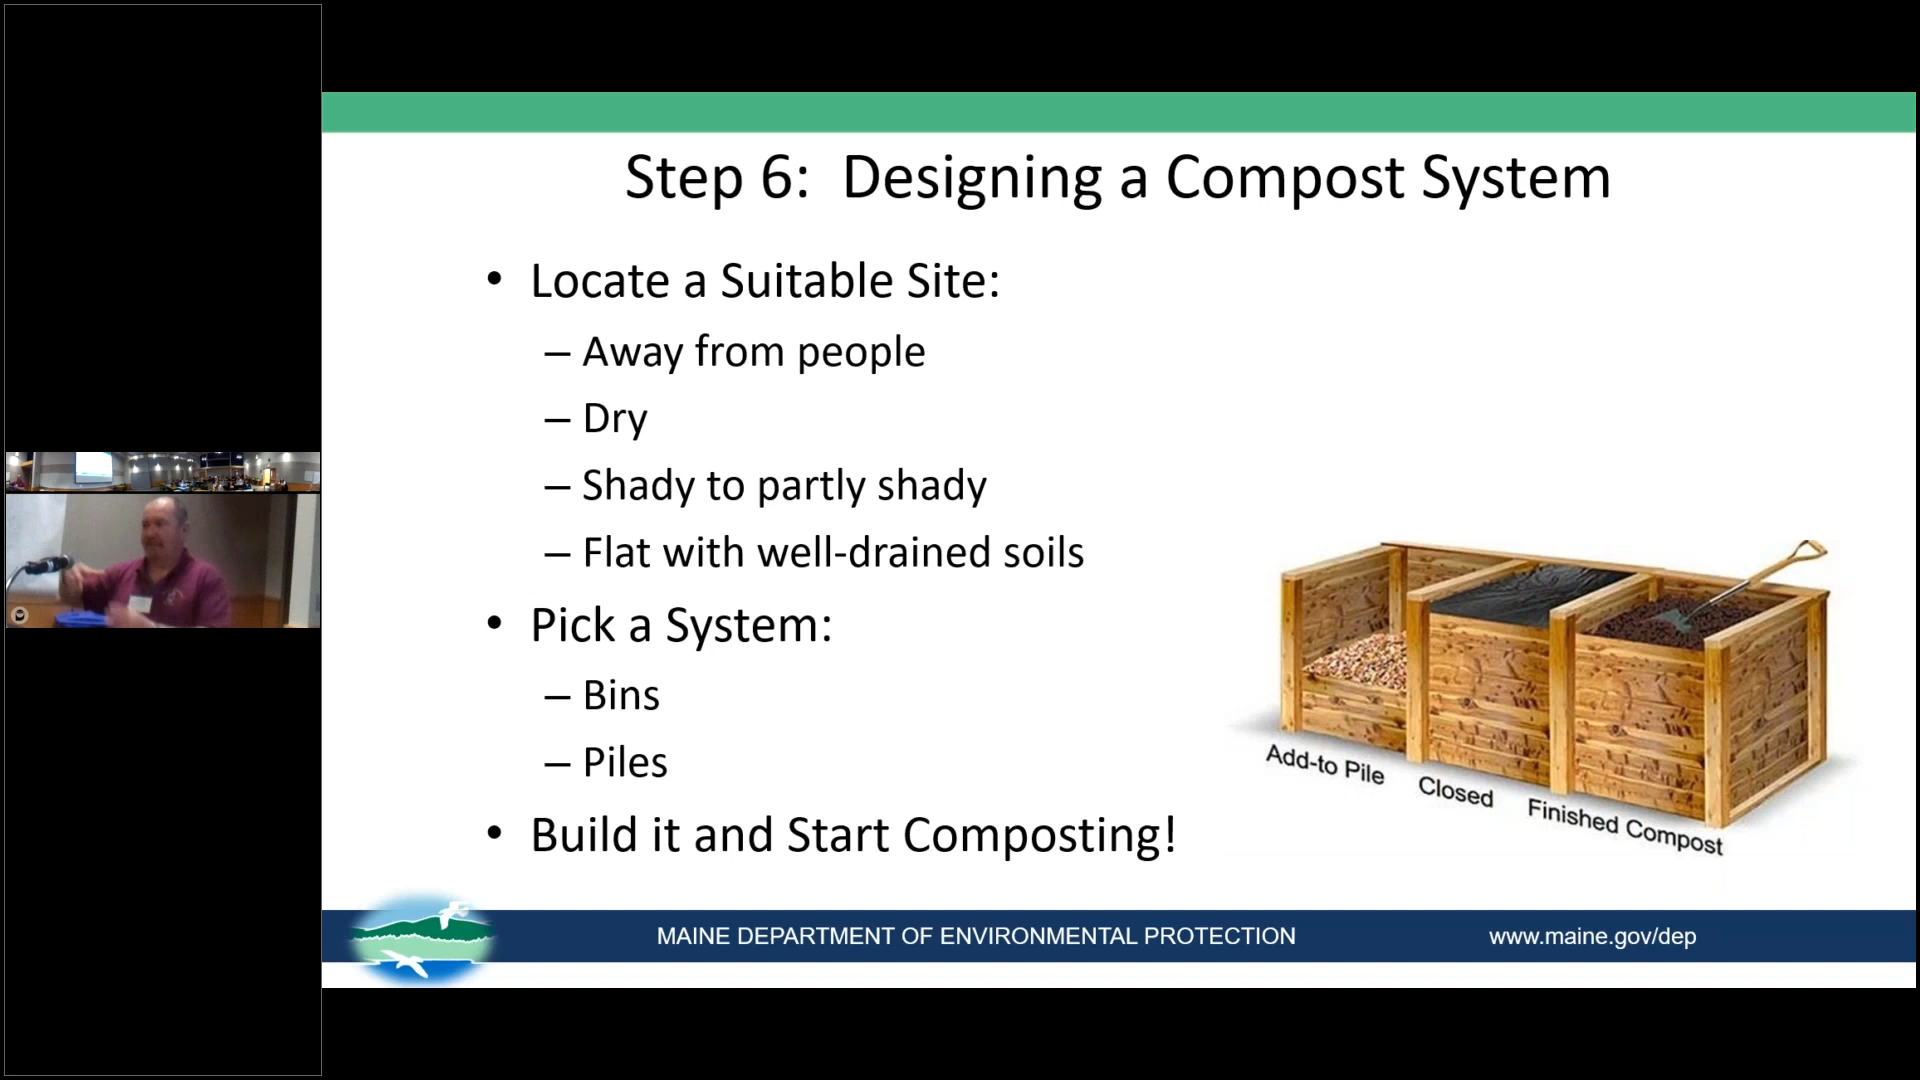 Step 6:  Designing a Compost System
• Locate a Suitable Site:
– Away from people
– Dry
– Shady to partly shady
– Flat with well-drained soils
• Pick a System:
– Bins
– Piles
• Build it and Start Composting!
Add-to Pile
Closed
Finished Compost
MAINE DEPARTMENT OF ENVIRONMENTAL PROTECTION
www.maine.gov/dep